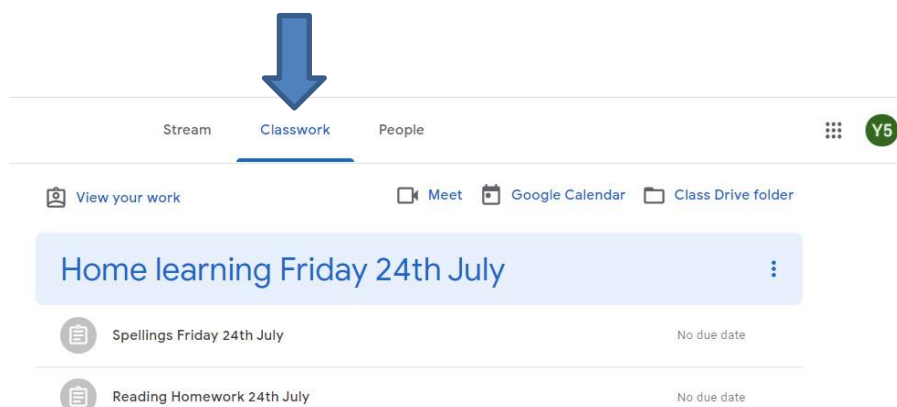 Stream Classwork People Y5
View your work Meet Google Calendar Class Drive folder
Home learning Friday 24th July
Spellings Friday 24th July No due date
Reading Homework 24th July No due date